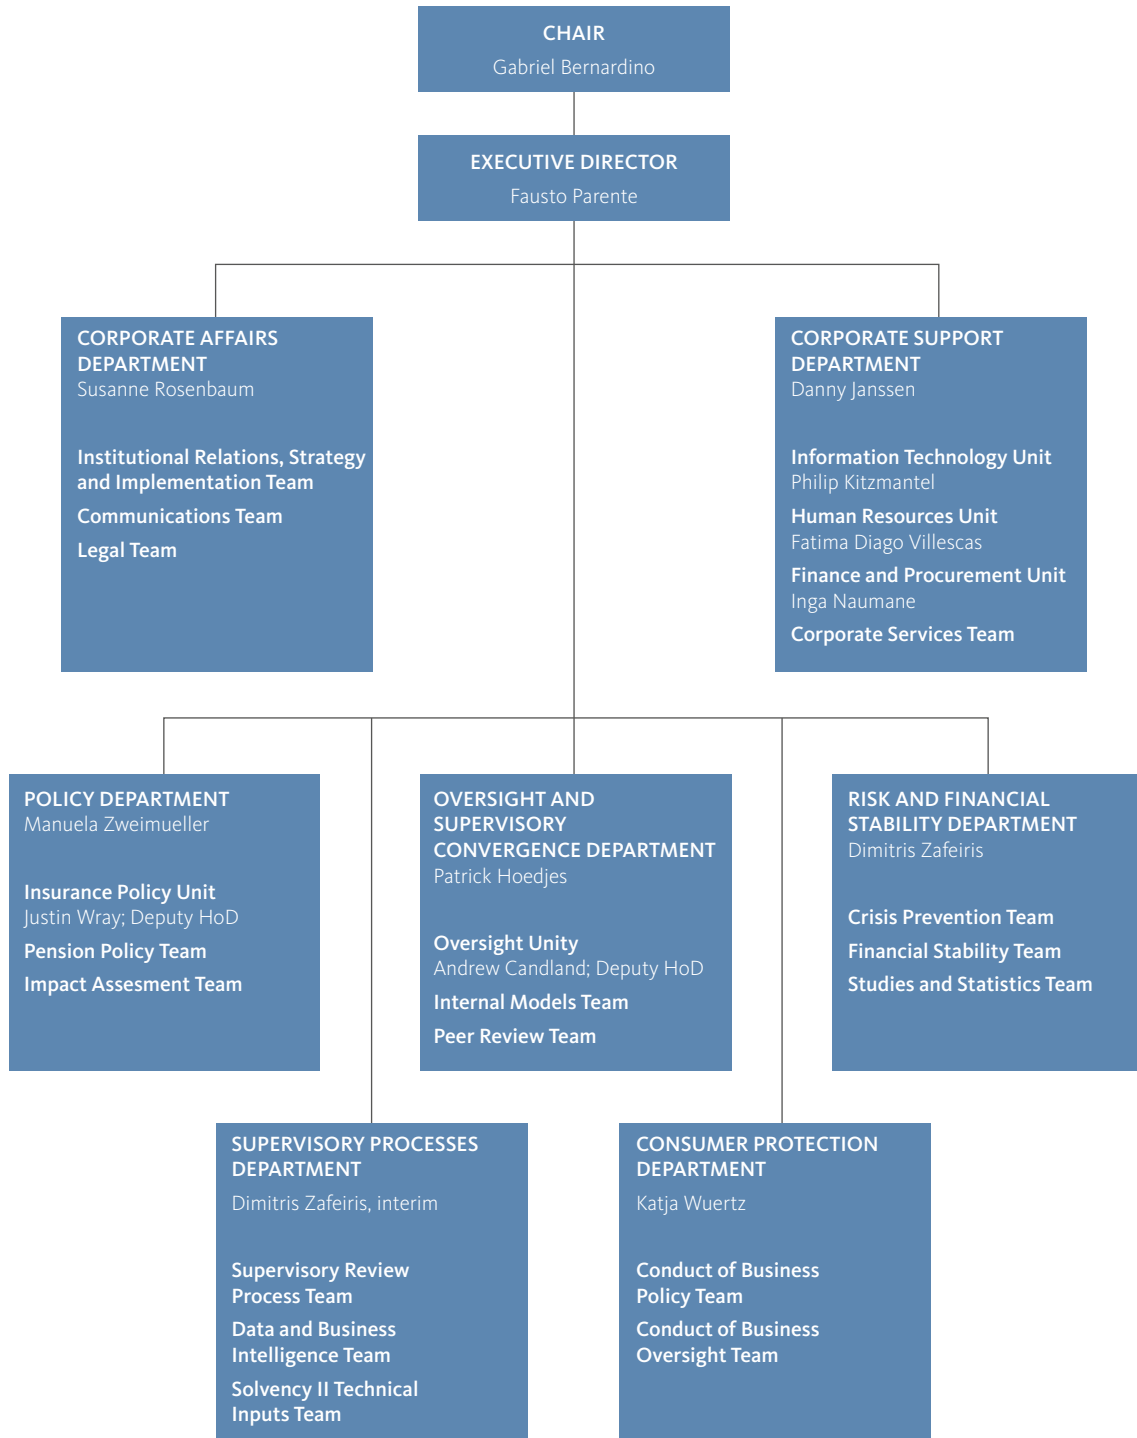 CHAIR
Gabriel Bernardino
EXECUTIVE DIRECTOR
Fausto Parente
CORPORATE AFFAIRS
DEPARTMENT
Susanne Rosenbaum
Institutional Relations, Strategy
and Implementation Team
Communications Team
Legal Team
CORPORATE SUPPORT
DEPARTMENT
Danny Janssen
Information Technology Unit
Philip Kitzmantel
Human Resources Unit
Fatima Diago Villescas
Finance and Procurement Unit
Inga Naumane
Corporate Services Team
POLICY DEPARTMENT
Manuela Zweimueller
Insurance Policy Unit
Justin Wray; Deputy HoD
Pension Policy Team
Impact Assesment Team
OVERSIGHT AND
SUPERVISORY
CONVERGENCE DEPARTMENT
Patrick Hoedjes
Oversight Unity
Andrew Candland; Deputy HoD
Internal Models Team
Peer Review Team
RISK AND FINANCIAL
STABILITY DEPARTMENT
Dimitris Zafeiris
Crisis Prevention Team
Financial Stability Team
Studies and Statistics Team
SUPERVISORY PROCESSES
DEPARTMENT
Dimitris Zafeiris, interim
Supervisory Review
Process Team
Data and Business
Intelligence Team
Solvency II Technical
Inputs Team
CONSUMER PROTECTION
DEPARTMENT
Katja Wuertz
Conduct of Business
Policy Team
Conduct of Business
Oversight Team